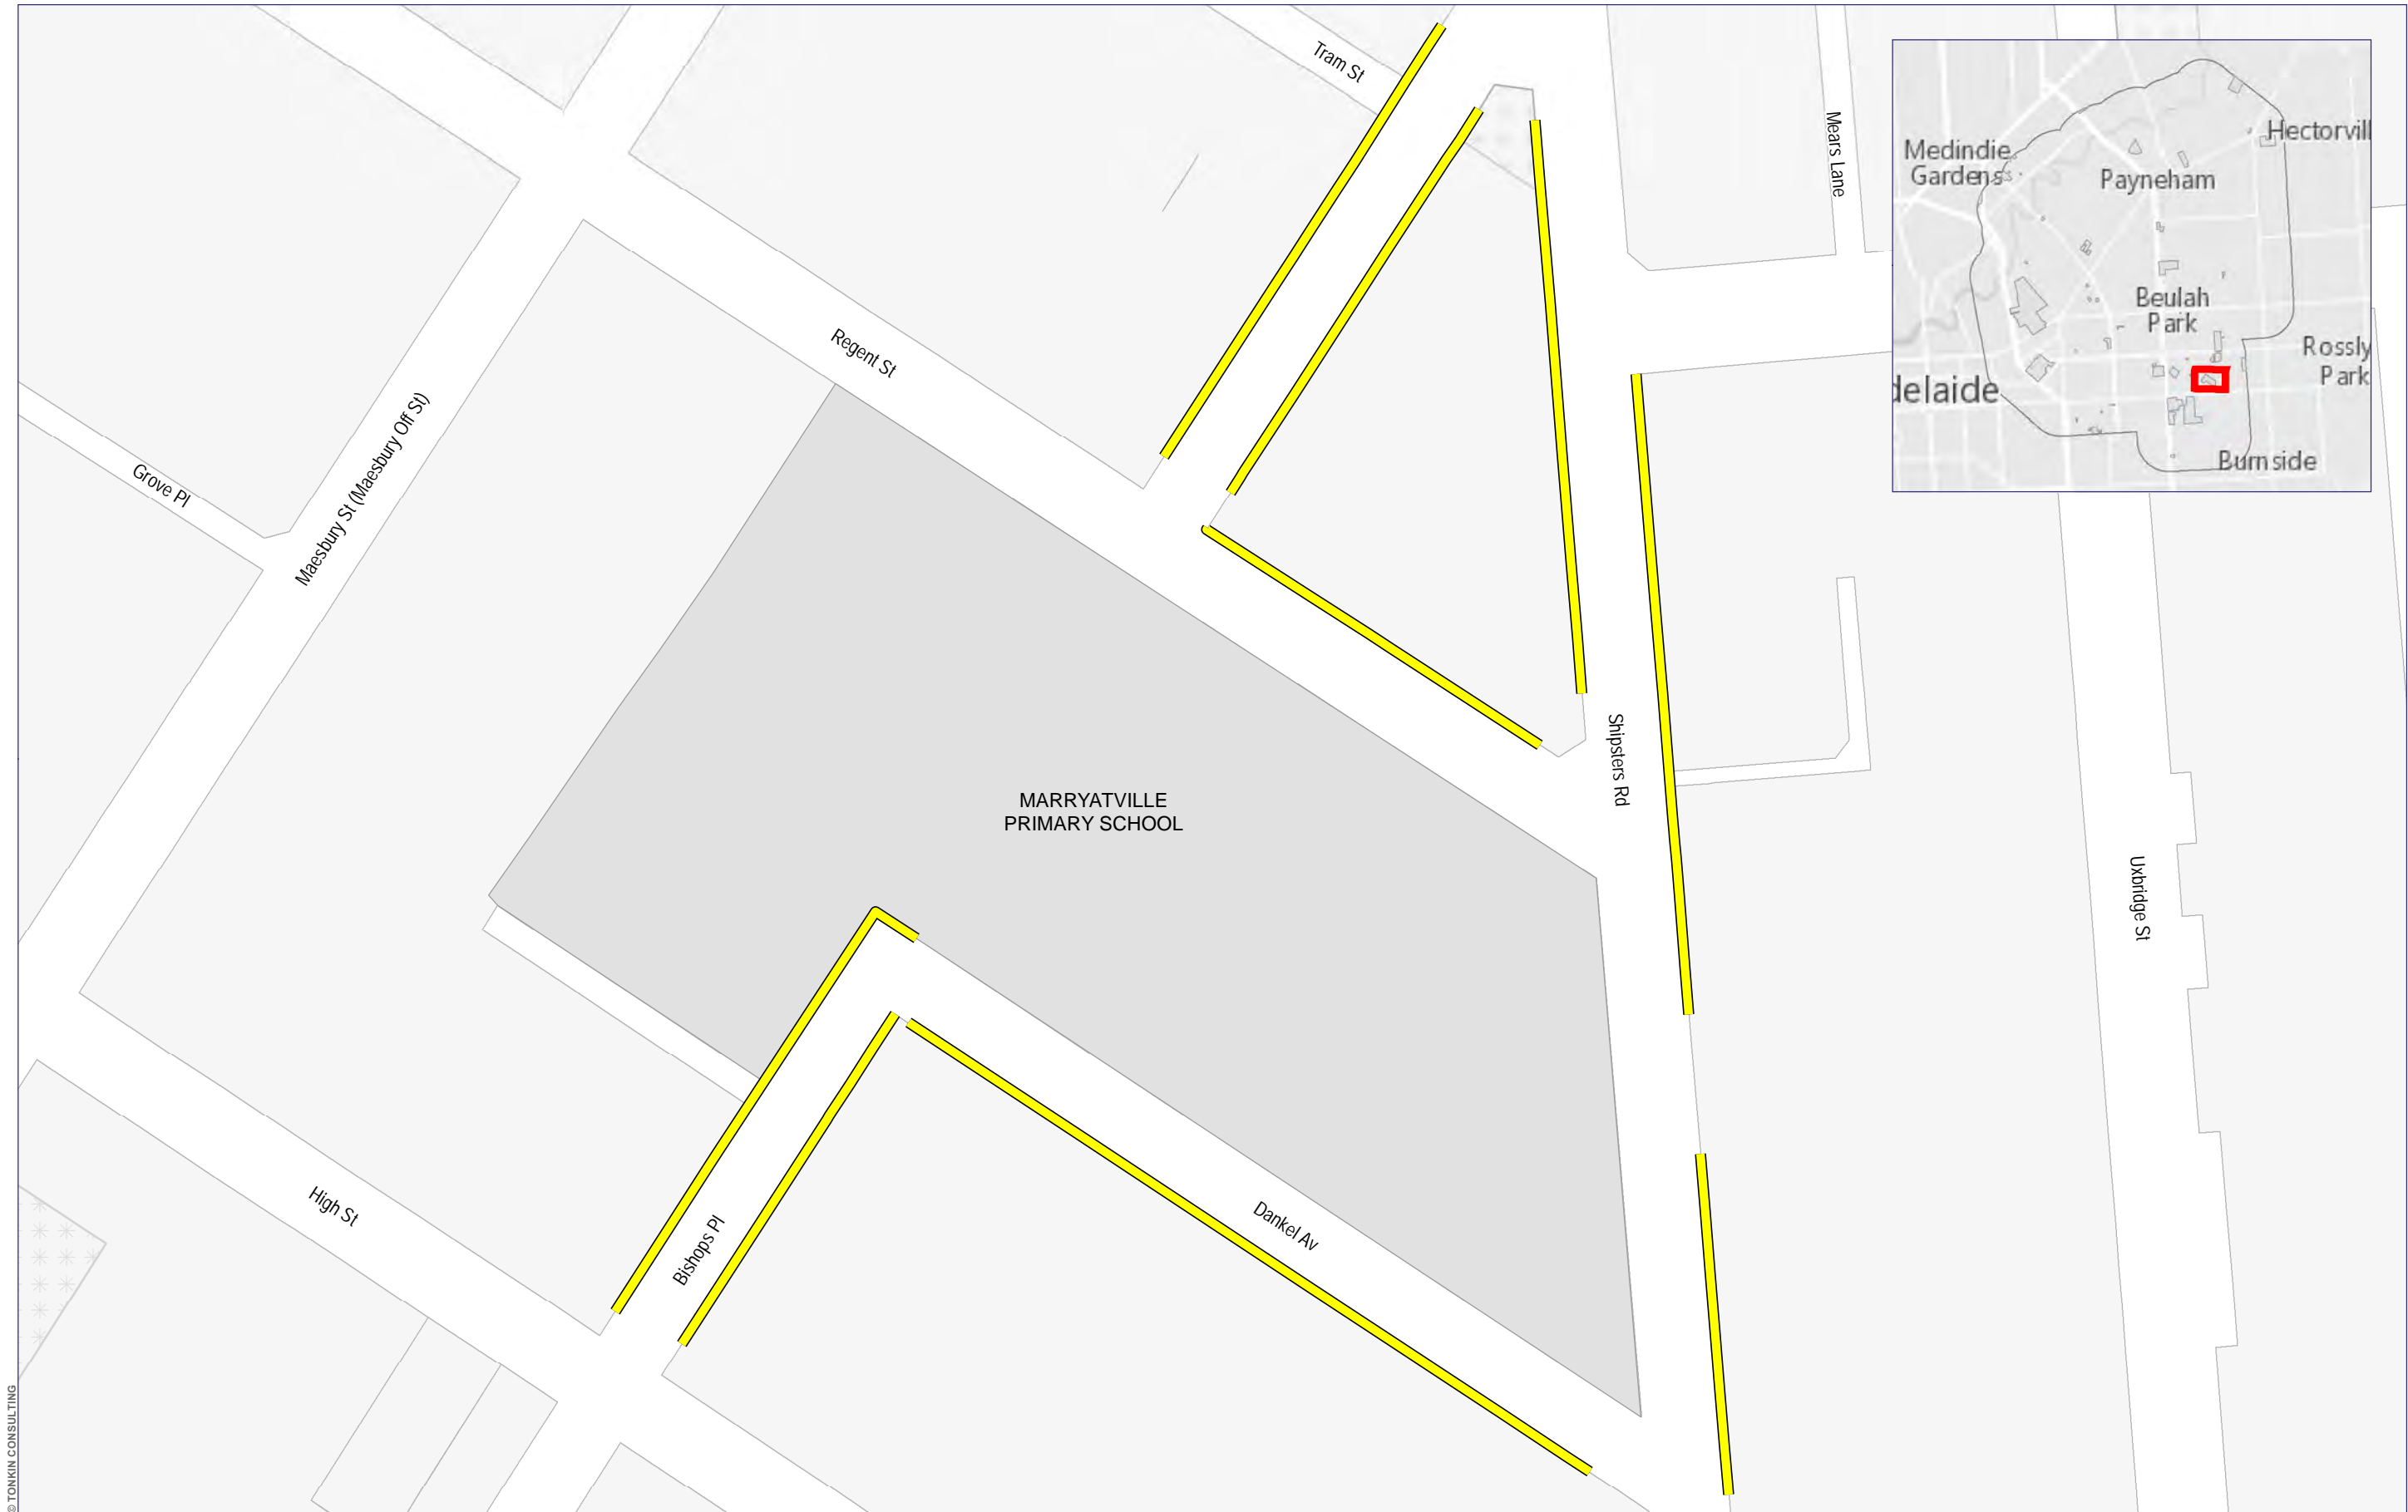 Tram St
Mears Lane
Hectorvill
Medindie
Gardens
Payneham
Beulah
Park
Rossly
Park
delaide
Burnside
Regent St
Maesbury St (Maesbury Off St)
Grove Pl
Shipsters Rd
MARRYATVILLE
PRIMARY SCHOOL
Uxbridge St
High St
Bishops Pl
Dankel Av
© TONKIN CONSULTING